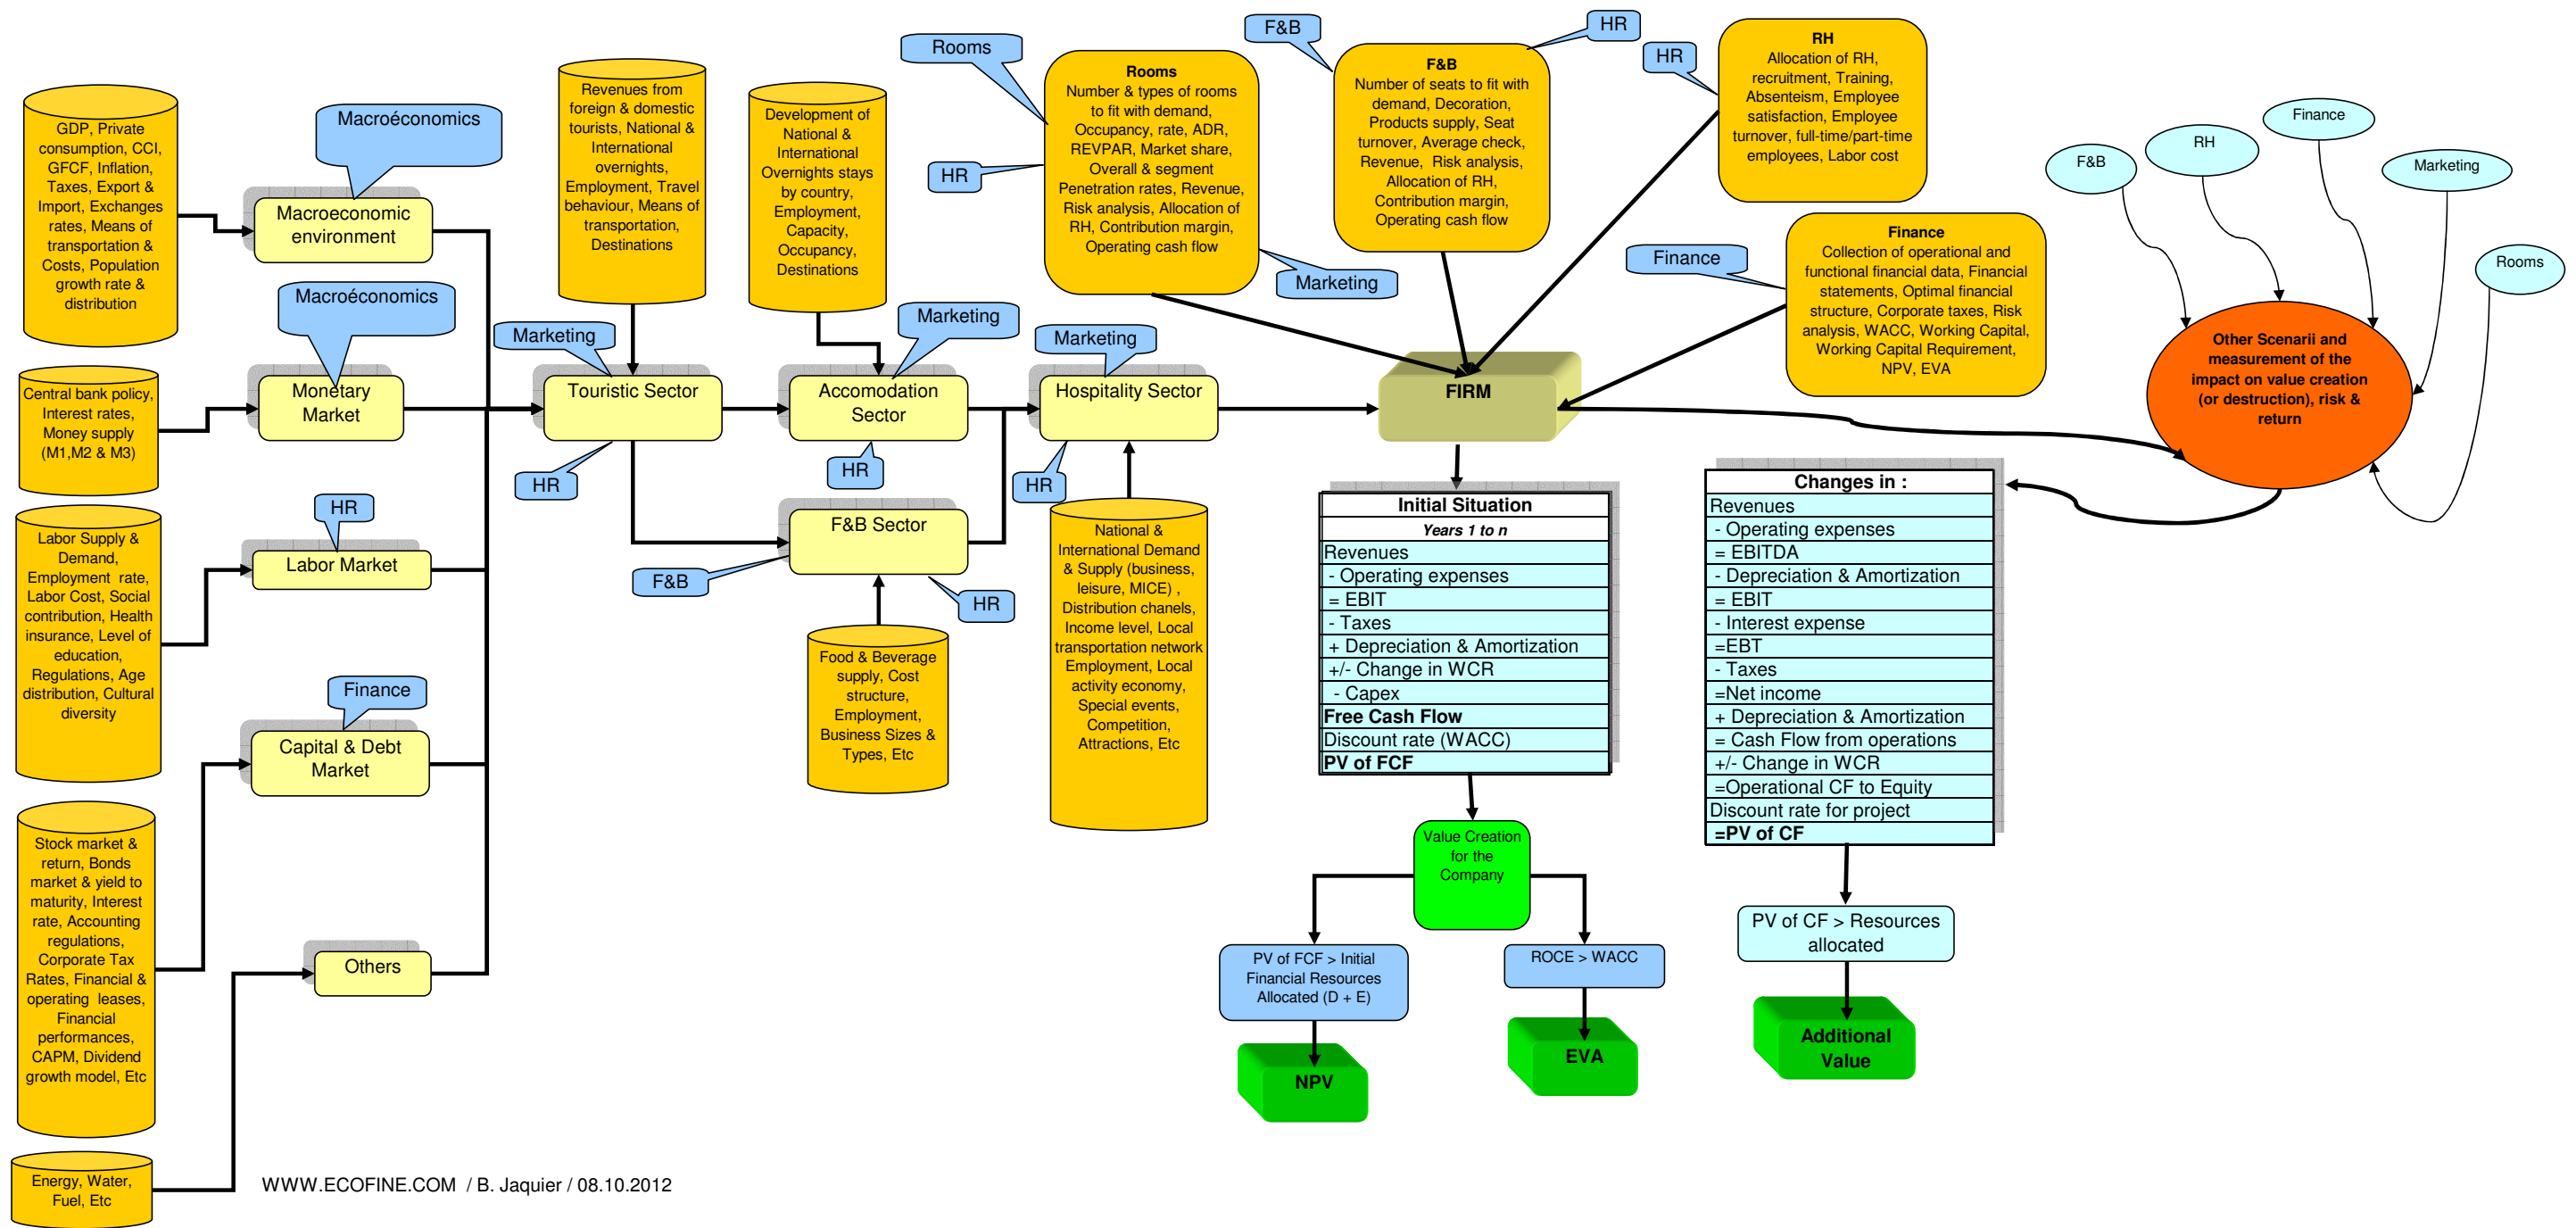 GDP, Private
consumption, CCI,
GFCF, Inflation,
Taxes, Export &
Import, Exchanges
rates, Means of
transportation &
Costs, Population
growth rate &
distribution
Macroéconomics
Macroeconomic
environment
Central bank policy,
Interest rates,
Money supply
(M1,M2 & M3)
Macroéconomics
Monetary
Market
Labor Supply &
Demand,
Employment rate,
Labor Cost, Social
contribution, Health
insurance, Level of
education,
Regulations, Age
distribution, Cultural
diversity
HR
Labor Market
Stock market &
return, Bonds
market & yield to
maturity, Interest
rate, Accounting
regulations,
Corporate Tax
Rates, Financial &
operating leases,
Financial
performances,
CAPM, Dividend
growth model, Etc
Finance
Capital & Debt
Market
Energy, Water,
Fuel, Etc
Others
Revenues from
foreign & domestic
tourists, National &
International
overnights,
Employment, Travel
behaviour, Means of
transportation,
Destinations
Marketing
Touristic Sector
HR
Development of
National &
International
Overnights stays
by country,
Employment,
Capacity,
Occupancy,
Destinations
Marketing
Accomodation
Sector
HR
F&B Sector
F&B
HR
Food & Beverage
supply, Cost
structure,
Employment,
Business Sizes &
Types, Etc
Marketing
Hospitality Sector
HR
National &
International Demand
& Supply (business,
leisure, MICE) ,
Distribution chanels,
Income level, Local
transportation network
Employment, Local
activity economy,
Special events,
Competition,
Attractions, Etc
Rooms
HR
Rooms
Number & types of rooms
to fit with demand,
Occupancy, rate, ADR,
REVPAR, Market share,
Overall & segment
Penetration rates, Revenue,
Risk analysis, Allocation of
RH, Contribution margin,
Operating cash flow
Marketing
F&B
HR
F&B
Number of seats to fit with
demand, Decoration,
Products supply, Seat
turnover, Average check,
Revenue, Risk analysis,
Allocation of RH,
Contribution margin,
Operating cash flow
HR
RH
Allocation of RH,
recruitment, Training,
Absenteism, Employee
satisfaction, Employee
turnover, full-time/part-time
employees, Labor cost
Finance
Finance
Collection of operational and
functional financial data, Financial
statements, Optimal financial
structure, Corporate taxes, Risk
analysis, WACC, Working Capital,
Working Capital Requirement,
NPV, EVA
FIRM
F&B
RH
Finance
Marketing
Rooms
Other Scenarii and
measurement of the
impact on value creation
(or destruction), risk &
return
Initial Situation
Years 1 to n
Revenues
- Operating expenses
= EBIT
- Taxes
+ Depreciation & Amortization
+/- Change in WCR
- Capex
Free Cash Flow
Discount rate (WACC)
PV of FCF
Changes in :
Revenues
- Operating expenses
= EBITDA
- Depreciation & Amortization
= EBIT
- Interest expense
=EBT
- Taxes
=Net income
+ Depreciation & Amortization
= Cash Flow from operations
+/- Change in WCR
=Operational CF to Equity
Discount rate for project
=PV of CF
Value Creation
for the
Company
PV of FCF > Initial
Financial Resources
Allocated (D + E)
ROCE > WACC
PV of CF > Resources
allocated
NPV
EVA
Additional
Value
WWW.ECOFINE.COM / B. Jaquier / 08.10.2012